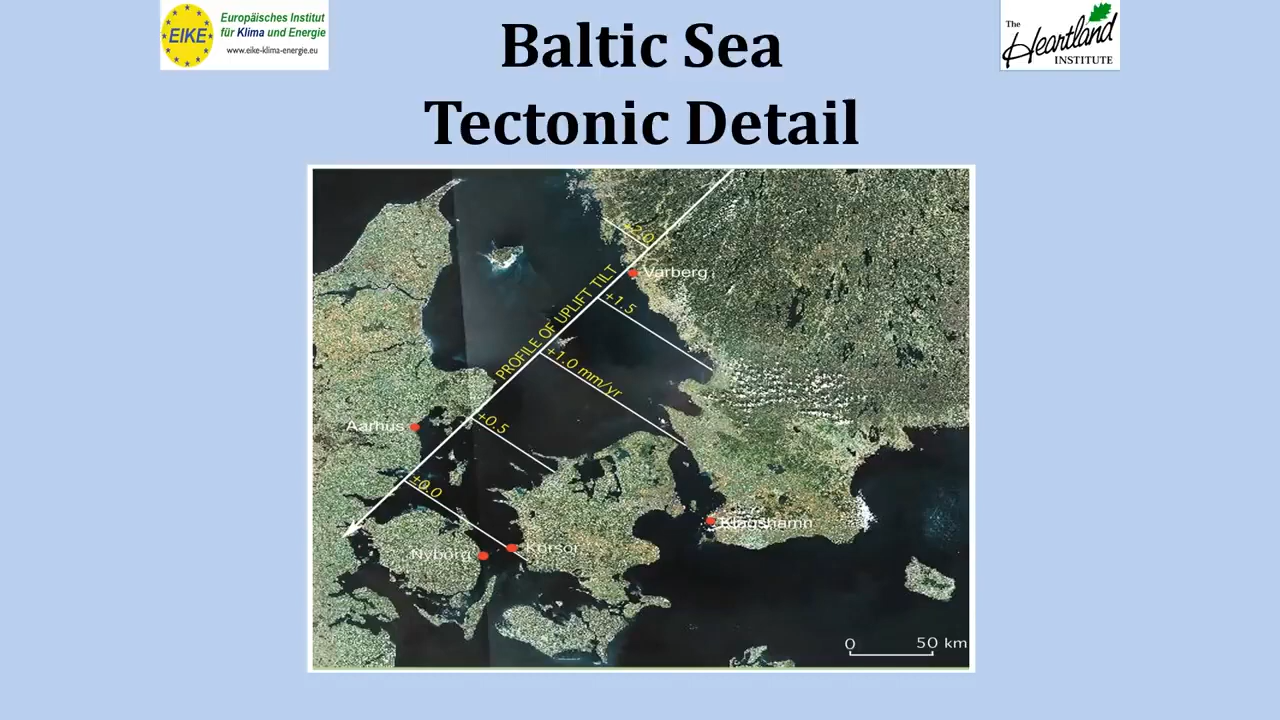 EIKE
Europäisches Institut
für Klima und Energie
www.eike-klima-energie.eu
Baltic Sea
Tectonic Detail
The
Heartland
INSTITUTE
+2.0
Varberg
PROFILE OF UPLIFT TILT
+1.5
+1.0 mm/yr
+0.5
Aarhus
+0.0
Klagshamn
Nyborg
Korsor
0 50 km